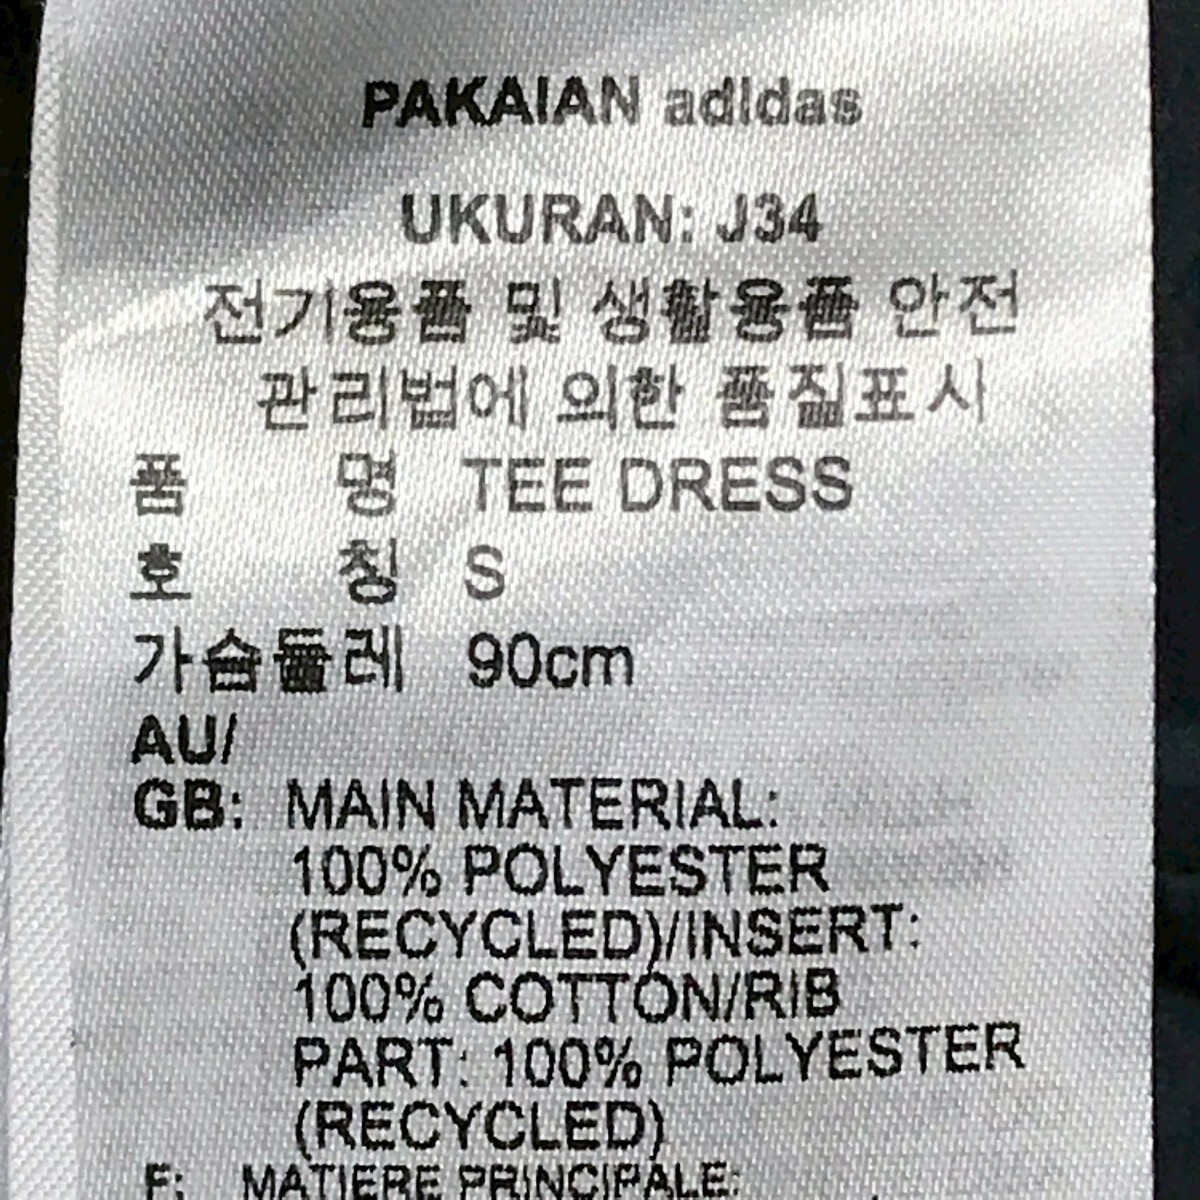 PAKAIAN adidas
UKURAN: J34
전기용품 및 생활용품 안전
관리법에 의한 품질표시
품 명 TEE DRESS
호 칭 S
가슴둘레 90cm
AU/
GB: MAIN MATERIAL:
100% POLYESTER
(RECYCLED)/INSERT:
100% COTTON/RIB
PART: 100% POLYESTER
(RECYCLED)
F: MATIERE PRINCIPALE: